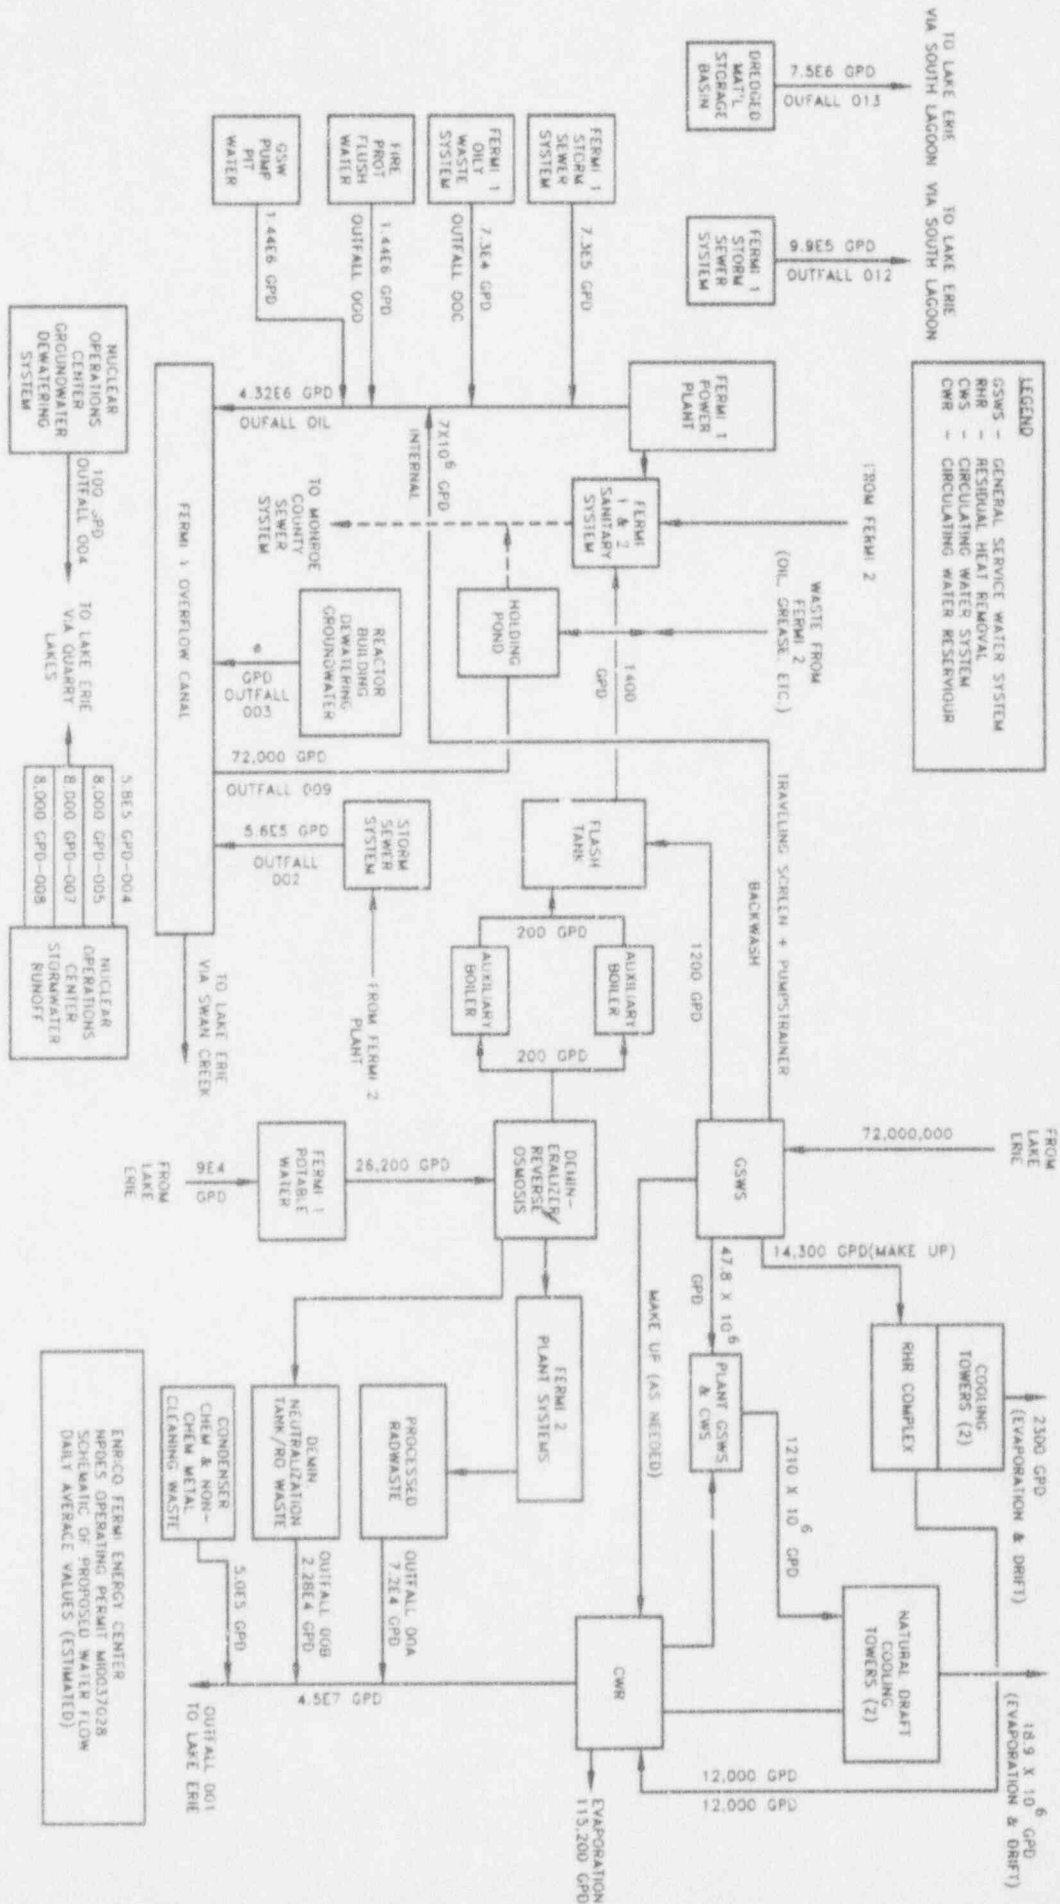 TO LAKE ERIE
VIA SOUTH LAGOON
TO LAKE ERIE
VIA SOUTH LAGOON
7.5E6 GPD
OUFALL 013
DREDGED
MAT'L
STORAGE
BASIN
9.9E5 GPD
OUTFALL 012
FERMI 1
STORM
SEWER
SYSTEM
LEGEND
GSWS - GENERAL SERVICE WATER SYSTEM
RHR - RESIDUAL HEAT REMOVAL
CWS - CIRCULATING WATER SYSTEM
CWR - CIRCULATING WATER RESERVIOUR
FERMI 1
STORM
SEWER
SYSTEM
7.3E5 GPD
FERMI 1
OILY
WASTE
SYSTEM
7.3E4 GPD
OUTFALL 00C
FIRE
PROT
FLUSH
WATER
1.44E6 GPD
OUTFALL 00D
GSW
PUMP
PIT
WATER
1.44E6 GPD
FERMI 1
POWER
PLANT
4.32E6 GPD
OUFALL OIL
7X10⁶ GPD
INTERNAL
FERMI
1 & 2
SANITARY
SYSTEM
FROM FERMI 2
WASTE FROM
FERMI 2
(OIL, GREASE, ETC.)
TO MONROE
COUNTY
SEWER
SYSTEM
HOLDING
POND
1400
GPD
REACTOR
BUILDING
DEWATERING
GROUNDWATER
GPD
OUTFALL
003
72,000 GPD
OUTFALL 009
FERMI 1 OVERFLOW CANAL
5.6E5 GPD
OUTFALL
002
STORM
SEWER
SYSTEM
FROM FERMI 2
PLANT
TO LAKE ERIE
VIA SWAN CREEK
NUCLEAR
OPERATIONS
CENTER
GROUNDWATER
DEWATERING
SYSTEM
100 GPD
OUTFALL 004
TO LAKE ERIE
VIA QUARRY
LAKES
5.8E5 GPD-004
8,000 GPD-005
8,000 GPD-007
8,000 GPD-008
NUCLEAR
OPERATIONS
CENTER
STORMWATER
RUNOFF
FLASH
TANK
200 GPD
AUXILIARY
BOILER
AUXILIARY
BOILER
200 GPD
1200 GPD
TRAVELING SCREEN + PUMPSTRAINER
BACKWASH
FROM
LAKE
ERIE
72,000,000
GSWS
14,300 GPD(MAKE UP)
47.8 X 10⁶
GPD
MAKE UP (AS NEEDED)
FROM
LAKE
ERIE
9E4
GPD
FERMI 1
POTABLE
WATER
26,200 GPD
DEMIN-
ERALIZER/
REVERSE
OSMOSIS
FERMI 2
PLANT SYSTEMS
PROCESSED
RADWASTE
OUTFALL 00A
7.2E4 GPD
DEMIN.
NEUTRALIZATION
TANK/RO WASTE
OUTFALL 00B
2.28E4 GPD
CONDENSER
CHEM & NON-
CHEM METAL
CLEANING WASTE
5.0E5 GPD
4.5E7 GPD
OUTFALL 001
TO LAKE ERIE
COOLING
TOWERS (2)
RHR COMPLEX
2300 GPD
(EVAPORATION & DRIFT)
PLANT GSWS
& CWS
1210 X 10⁶ GPD
NATURAL DRAFT
COOLING
TOWERS (2)
18.9 X 10⁶ GPD
(EVAPORATION & DRIFT)
CWR
12,000 GPD
12,000 GPD
EVAPORATION
115,200 GPD
ENRICO FERMI ENERGY CENTER
NPDES OPERATING PERMIT MI0037028
SCHEMATIC OF PROPOSED WATER FLOW
DAILY AVERAGE VALUES (ESTIMATED)